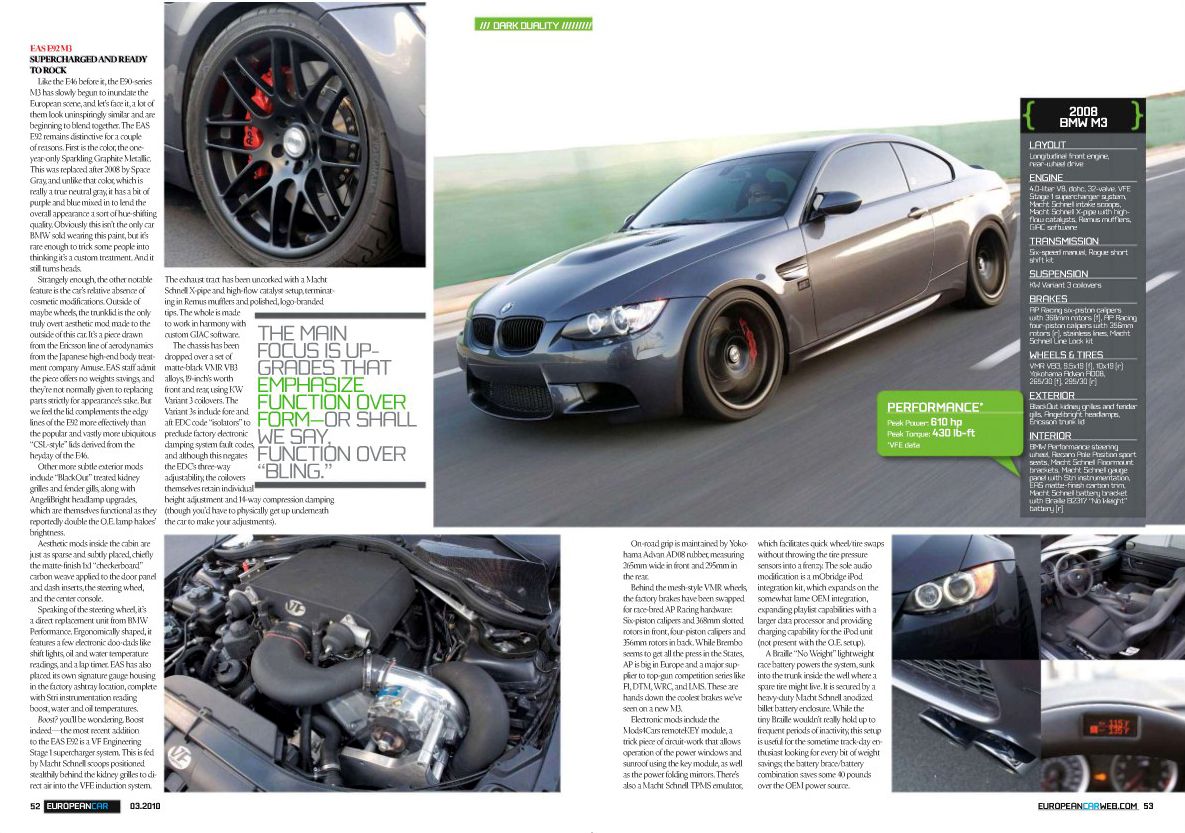 /// DARK DUALITY /////////
EAS E92 M3
SUPERCHARGED AND READY
TO ROCK
Like the E46 before it, the E90-series
M3 has slowly begun to inundate the
European scene, and let's face it, a lot of
them look uninspiringly similar and are
beginning to blend together. The EAS
E92 remains distinctive for a couple
of reasons. First is the color, the one-
year-only Sparkling Graphite Metallic.
This was replaced after 2008 by Space
Gray, and unlike that color, which is
really a true neutral gray, it has a bit of
purple and blue mixed in to lend the
overall appearance a sort of hue-shifting
quality. Obviously this isn't the only car
BMW sold wearing this paint, but it's
rare enough to trick some people into
thinking it's a custom treatment. And it
still turns heads.
Strangely enough, the other notable
feature is the car's relative absence of
cosmetic modifications. Outside of
maybe wheels, the trunklid is the only
truly overt aesthetic mod made to the
outside of this car. It's a piece drawn
from the Ericsson line of aerodynamics
from the Japanese high-end body treat-
ment company Amuse. EAS staff admit
the piece offers no weights savings, and
they're not normally given to replacing
parts strictly for appearance's sake. But
we feel the lid complements the edgy
lines of the E92 more effectively than
the popular and vastly more ubiquitous
"CSL-style" lids derived from the
heyday of the E46.
Other more subtle exterior mods
include "BlackOut" treated kidney
grilles and fender gills, along with
AngeliBright headlamp upgrades,
which are themselves functional as they
reportedly double the O.E. lamp haloes'
brightness.
Aesthetic mods inside the cabin are
just as sparse and subtly placed, chiefly
the matte-finish 1x1 "checkerboard"
carbon weave applied to the door panel
and dash inserts, the steering wheel,
and the center console.
Speaking of the steering wheel, it's
a direct replacement unit from BMW
Performance. Ergonomically shaped, it
features a few electronic doo-dads like
shift lights, oil and water temperature
readings, and a lap timer. EAS has also
placed its own signature gauge housing
in the factory ashtray location, complete
with Stri instrumentation reading
boost, water and oil temperatures.
Boost? you'll be wondering. Boost
indeed—the most recent addition
to the EAS E92 is a VF Engineering
Stage 1 supercharger system. This is fed
by Macht Schnell scoops positioned
stealthily behind the kidney grilles to di-
rect air into the VFE induction system.
The exhaust tract has been uncorked with a Macht
Schnell X-pipe and high-flow catalyst setup, terminat-
ing in Remus mufflers and polished, logo-branded
tips. The whole is made
to work in harmony with
custom GIAC software.
The chassis has been
dropped over a set of
matte-black VMR VB3
alloys, 19-inch's worth
front and rear, using KW
Variant 3 coilovers. The
Variant 3s include fore and
aft EDC code "isolators" to
preclude factory electronic
damping system fault codes,
and although this negates
the EDC's three-way
adjustability, the coilovers
themselves retain individual
height adjustment and 14-way compression damping
(though you'd have to physically get up underneath
the car to make your adjustments).
THE MAIN
FOCUS IS UP-
GRADES THAT
EMPHASIZE
FUNCTION OVER
FORM—OR SHALL
WE SAY,
FUNCTION OVER
"BLING."
On-road grip is maintained by Yoko-
hama Advan AD08 rubber, measuring
265mm wide in front and 295mm in
the rear.
Behind the mesh-style VMR wheels,
the factory brakes have been swapped
for race-bred AP Racing hardware:
Six-piston calipers and 368mm slotted
rotors in front, four-piston calipers and
356mm rotors in back. While Brembo
seems to get all the press in the States,
AP is big in Europe and a major sup-
plier to top-gun competition series like
F1, DTM, WRC, and LMS. These are
hands down the coolest brakes we've
seen on a new M3.
Electronic mods include the
Mods4Cars remoteKEY module, a
trick piece of circuit-work that allows
operation of the power windows and
sunroof using the key module, as well
as the power folding mirrors. There's
also a Macht Schnell TPMS emulator,
which facilitates quick wheel/tire swaps
without throwing the tire pressure
sensors into a frenzy. The sole audio
modification is a mObridge iPod
integration kit, which expands on the
somewhat lame OEM integration,
expanding playlist capabilities with a
larger data processor and providing
charging capability for the iPod unit
(not present with the O.E. setup).
A Braille "No Weight" lightweight
race battery powers the system, sunk
into the trunk inside the well where a
spare tire might live. It is secured by a
heavy-duty Macht Schnell anodized
billet battery enclosure. While the
tiny Braille wouldn't really hold up to
frequent periods of inactivity, this setup
is useful for the sometime track-day en-
thusiast looking for every bit of weight
savings; the battery brace/battery
combination saves some 40 pounds
over the OEM power source.
PERFORMANCE*
Peak Power: 610 hp
Peak Torque: 430 lb-ft
*VFE data
2008
BMW M3
LAYOUT
Longitudinal front engine,
rear-wheel drive
ENGINE
4.0-liter V8, dohc, 32-valve, VFE
Stage 1 supercharger system,
Macht Schnell intake scoops,
Macht Schnell X-pipe with high-
flow catalysts, Remus mufflers,
GIAC software
TRANSMISSION
Six-speed manual, Rogue short
shift kit
SUSPENSION
KW Variant 3 coilovers
BRAKES
AP Racing six-piston calipers
with 368mm rotors (f), AP Racing
four-piston calipers with 356mm
rotors (r), stainless lines, Macht
Schnell Line Lock kit
WHEELS & TIRES
VMR VB3, 9.5x19 (f), 10x19 (r)
Yokohama Advan AD08,
265/30 (f), 295/30 (r)
EXTERIOR
BlackOut kidney grilles and fender
gills, Angelibright headlamps,
Ericsson trunk lid
INTERIOR
BMW Performance steering
wheel, Recaro Pole Position sport
seats, Macht Schnell Floormount
brackets, Macht Schnell gauge
panel with Stri instrumentation,
EAS matte-finish carbon trim,
Macht Schnell battery bracket
with Braille B2317 "No Weight"
battery (r)
52 EUROPEANCAR 03.2010
EUROPEANCARWEB.COM 53